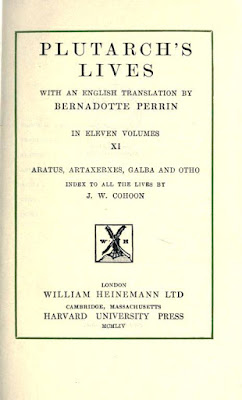 PLUTARCH'S
LIVES
WITH AN ENGLISH TRANSLATION BY
BERNADOTTE PERRIN
IN ELEVEN VOLUMES
XI
ARATUS, ARTAXERXES, GALBA AND OTHO
INDEX TO ALL THE LIVES BY
J. W. COHOON
W H
LONDON
WILLIAM HEINEMANN LTD
CAMBRIDGE, MASSACHUSETTS
HARVARD UNIVERSITY PRESS
MCMLIV